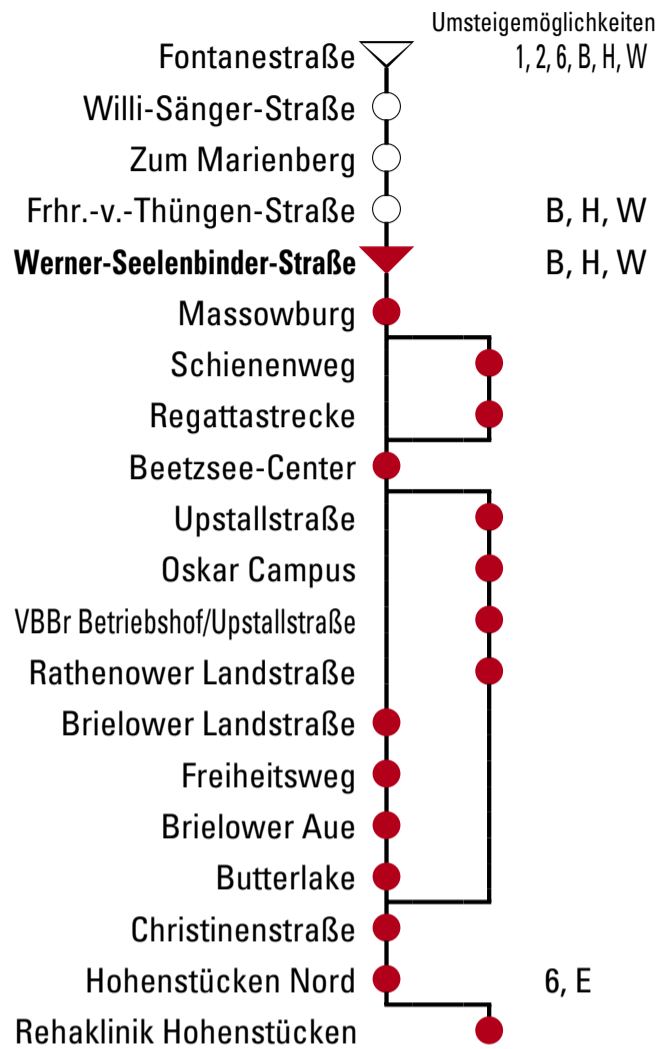 Umsteigemöglichkeiten
Fontanestraße 1, 2, 6, B, H, W
Willi-Sänger-Straße
Zum Marienberg
Frhr.-v.-Thüngen-Straße B, H, W
Werner-Seelenbinder-Straße B, H, W
Massowburg
Schienenweg
Regattastrecke
Beetzsee-Center
Upstallstraße
Oskar Campus
VBBr Betriebshof/Upstallstraße
Rathenower Landstraße
Brielower Landstraße
Freiheitsweg
Brielower Aue
Butterlake
Christinenstraße
Hohenstücken Nord 6, E
Rehaklinik Hohenstücken